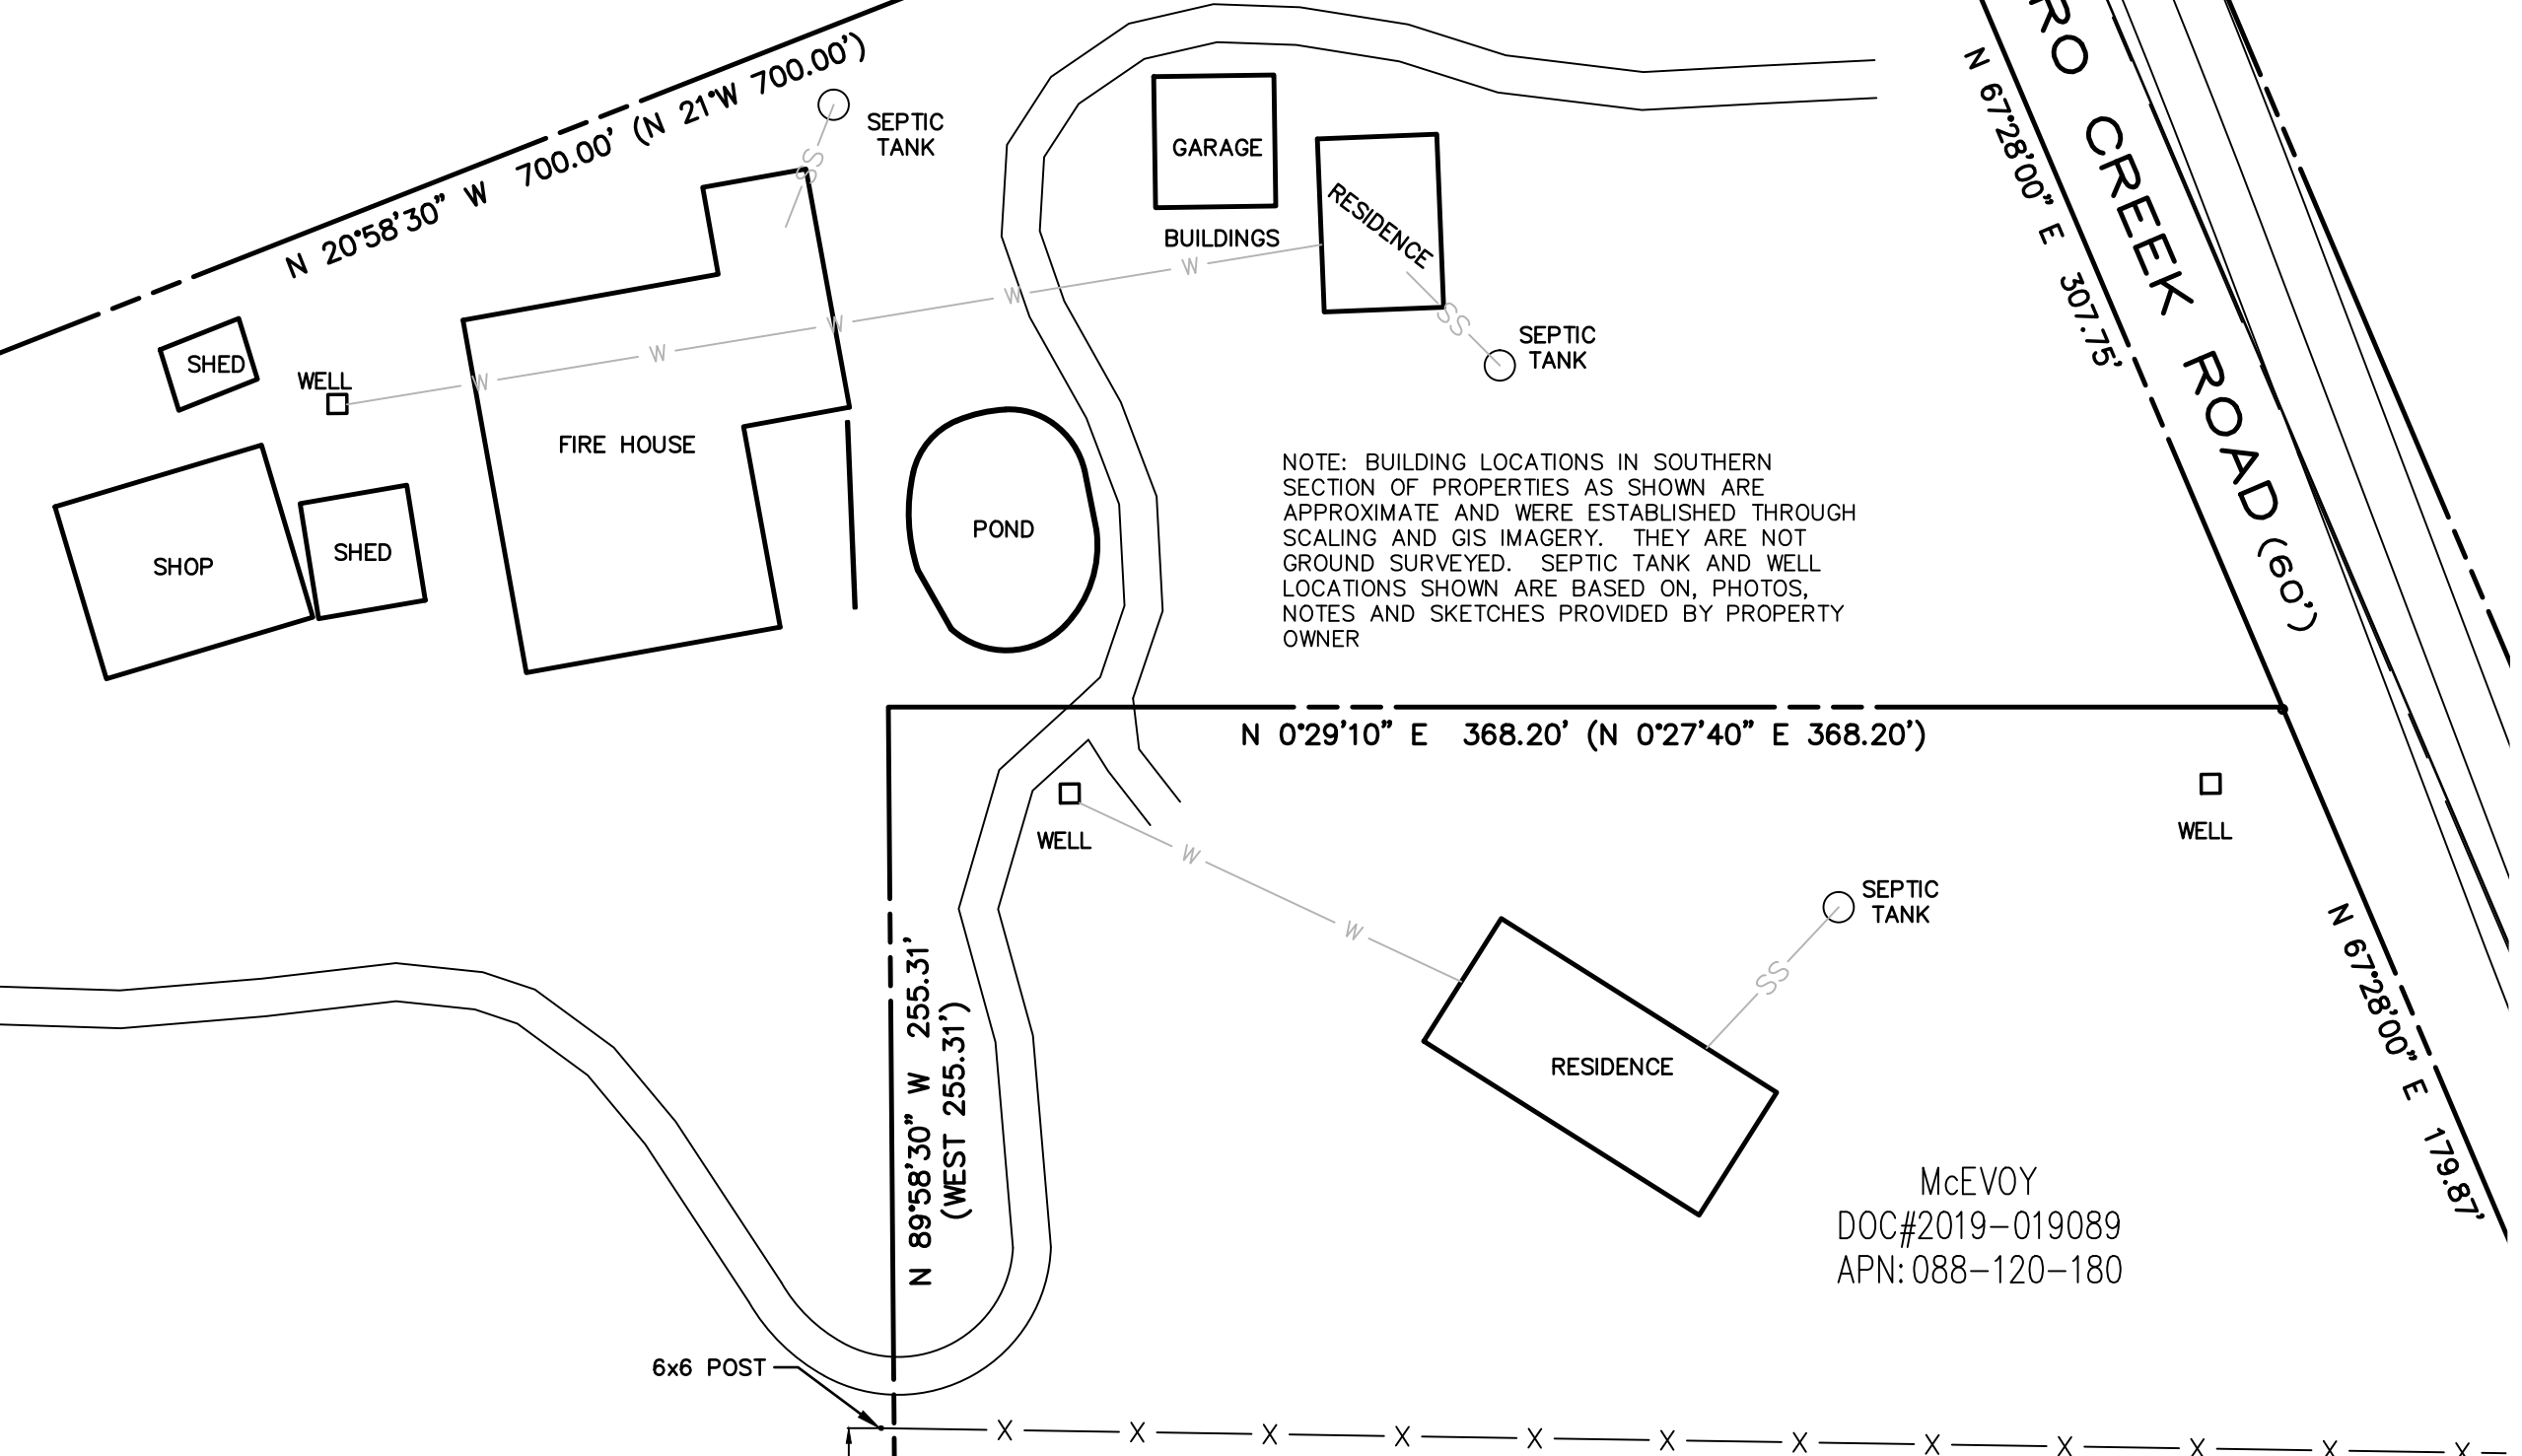 N 20°58'30" W 700.00' (N 21°W 700.00')
SEPTIC
TANK
SS
GARAGE
RESIDENCE
BUILDINGS
W
W
W
W
W
SS
SEPTIC
TANK
SHED
WELL
FIRE HOUSE
SHOP
SHED
POND
NOTE: BUILDING LOCATIONS IN SOUTHERN
SECTION OF PROPERTIES AS SHOWN ARE
APPROXIMATE AND WERE ESTABLISHED THROUGH
SCALING AND GIS IMAGERY. THEY ARE NOT
GROUND SURVEYED. SEPTIC TANK AND WELL
LOCATIONS SHOWN ARE BASED ON, PHOTOS,
NOTES AND SKETCHES PROVIDED BY PROPERTY
OWNER
N 67°28'00" E 307.75'
RO CREEK ROAD (60')
N 0°29'10" E 368.20' (N 0°27'40" E 368.20')
WELL
W
W
WELL
SEPTIC
TANK
SS
RESIDENCE
N 89°58'30" W 255.31'
(WEST 255.31')
N 67°28'00" E 179.87'
McEVOY
DOC#2019-019089
APN: 088-120-180
6x6 POST
X X X X X X X X X X X X